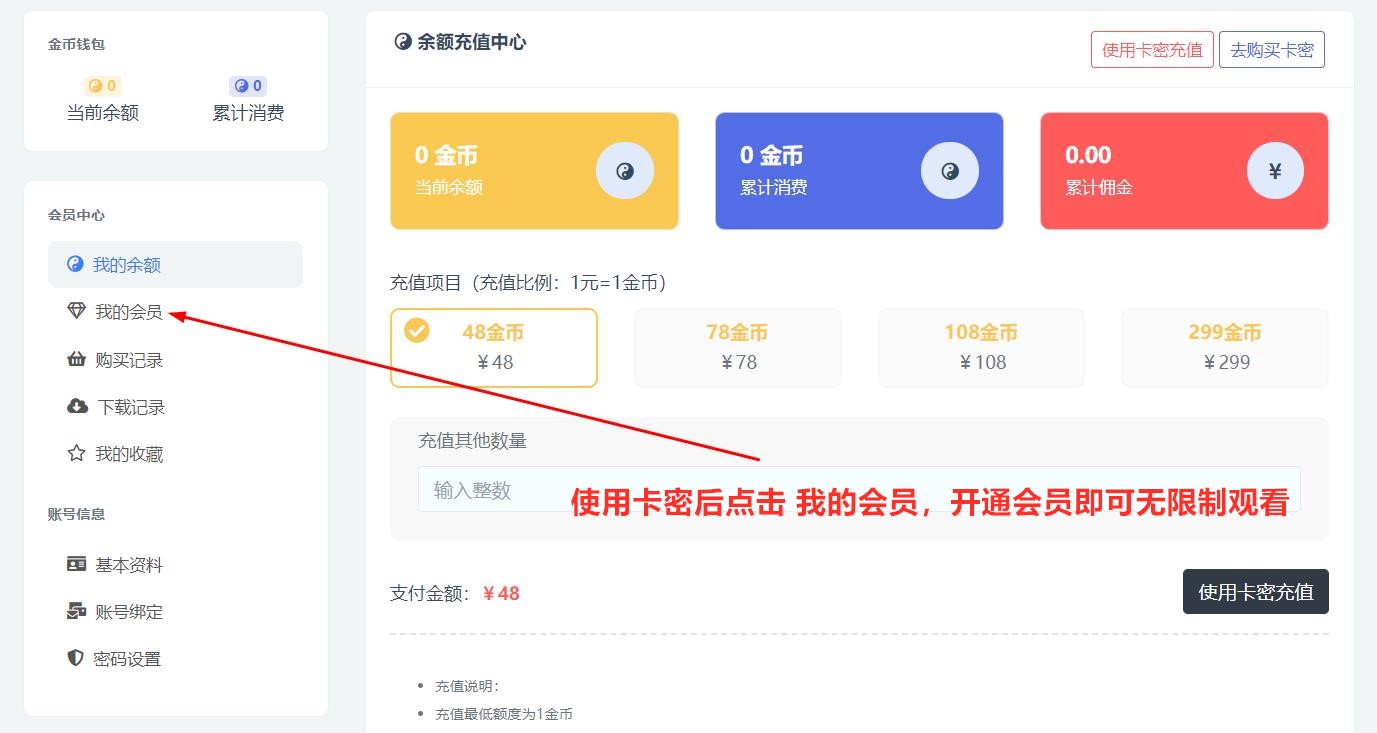 金币钱包
0
0
当前余额
累计消费
会员中心
我的余额
我的会员
购买记录
下载记录
我的收藏
账号信息
基本资料
账号绑定
密码设置
余额充值中心
使用卡密充值
去购买卡密
0 金币
当前余额
0 金币
累计消费
0.00
累计佣金
¥
充值项目（充值比例：1元=1金币）
48金币
¥48
78金币
¥78
108金币
¥108
299金币
¥299
充值其他数量
输入整数
使用卡密后点击 我的会员，开通会员即可无限制观看
支付金额：¥48
使用卡密充值
充值说明：
充值最低额度为1金币